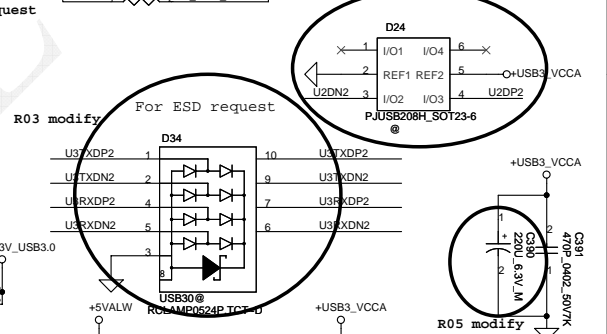 quest
D24
1 I/O1 I/O4 6
2 REF1 REF2 5 +USB3_VCCA
U2DN2 3 I/O2 I/O3 4 U2DP2
PJUSB208H_SOT23-6
@
For ESD request
R03 modify
D34
U3TXDP2 1 10 U3TXDP2
U3TXDN2 2 9 U3TXDN2
U3RXDP2 4 7 U3RXDP2
U3RXDN2 5 6 U3RXDN2
3
8
3V_USB3.0
USB30@
RCLAMP0524P.TCT-D
+5VALW
+USB3_VCCA
+USB3_VCCA
1
+
2
C390
220U_6.3V_M
2
1
C391
470P_0402_50V7K
R05 modify